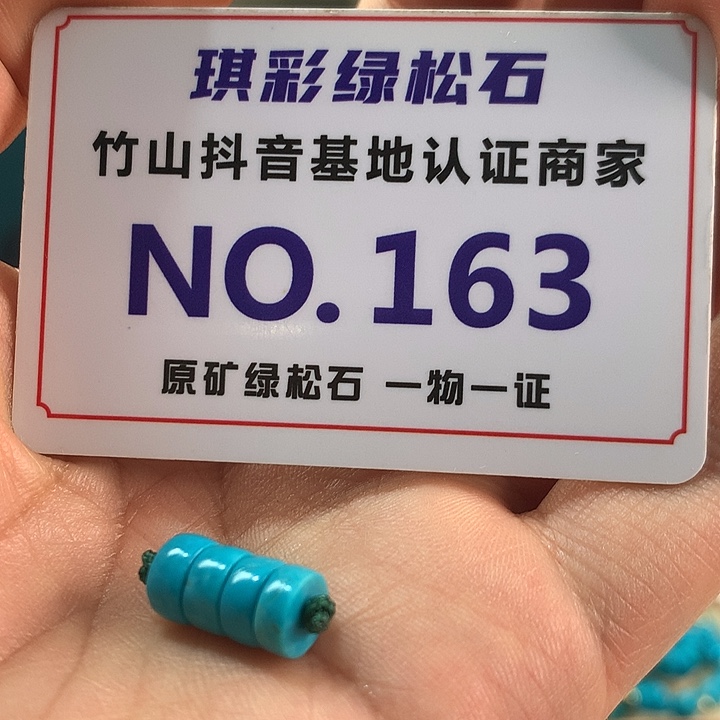 琪彩绿松石
竹山抖音基地认证商家
NO.163
原矿绿松石 一物一证